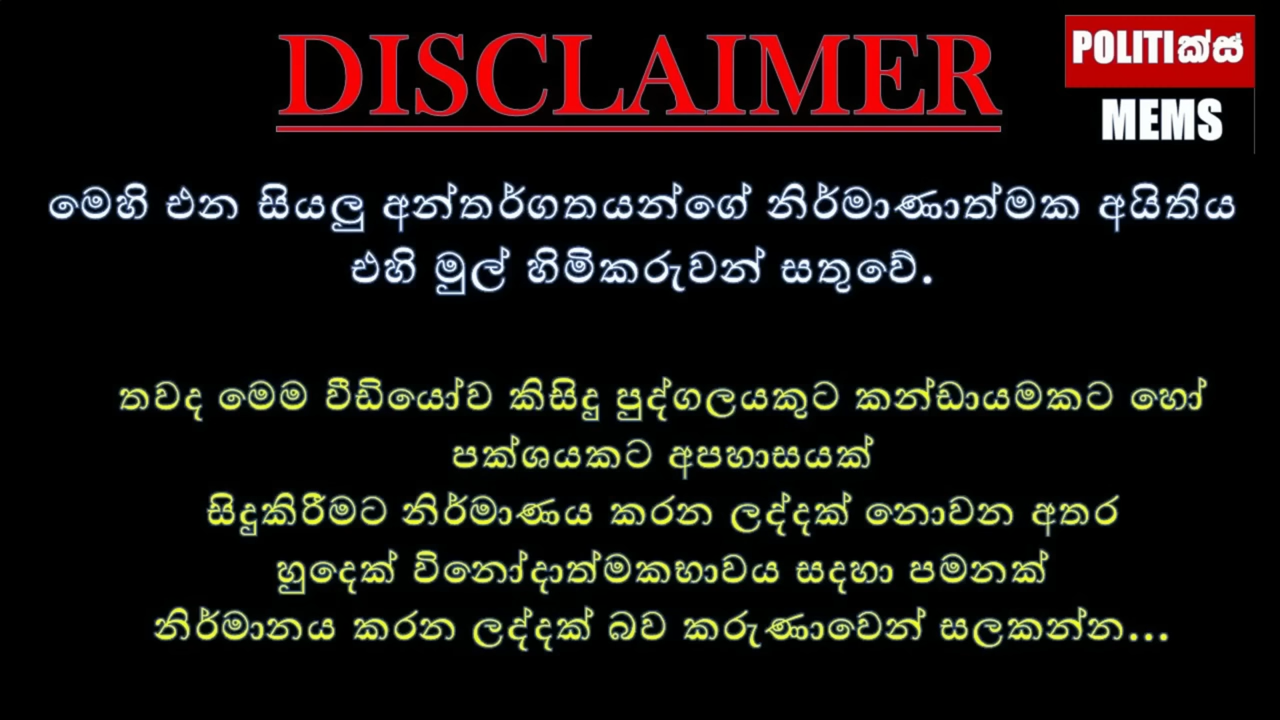 DISCLAIMER
POLITIක්ස්
MEMS
මෙහි එන සියලු අන්තර්ගතයන්ගේ නිර්මාණාත්මක අයිතිය
එහි මුල් හිමිකරුවන් සතුවේ.
තවද මෙම වීඩියෝව කිසිදු පුද්ගලයකුට කන්ඩායමකට හෝ
පක්ශයකට අපහාසයක්
සිදුකිරීමට නිර්මාණය කරන ලද්දක් නොවන අතර
හුදෙක් විනෝදාත්මකභාවය සදහා පමනක්
නිර්මානය කරන ලද්දක් බව කරුණාවෙන් සලකන්න...